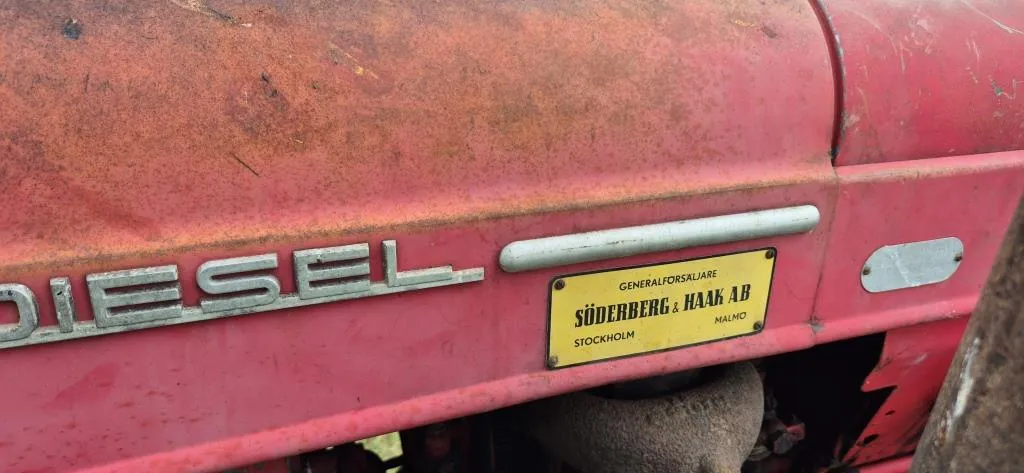 DIESEL
GENERALFÖRSÄLJARE
SÖDERBERG & HAAK AB
STOCKHOLM MALMÖ